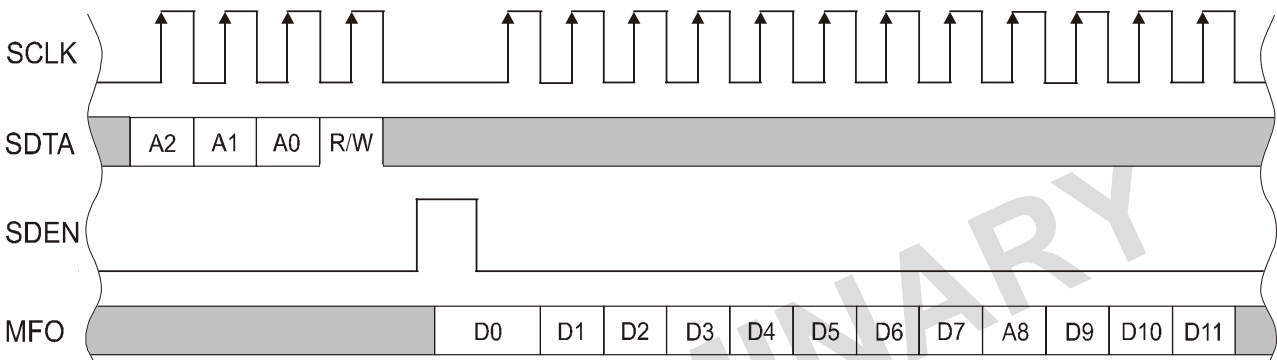 SCLK
SDTA A2 A1 A0 R/W
SDEN
MFO D0 D1 D2 D3 D4 D5 D6 D7 A8 D9 D10 D11
INARY